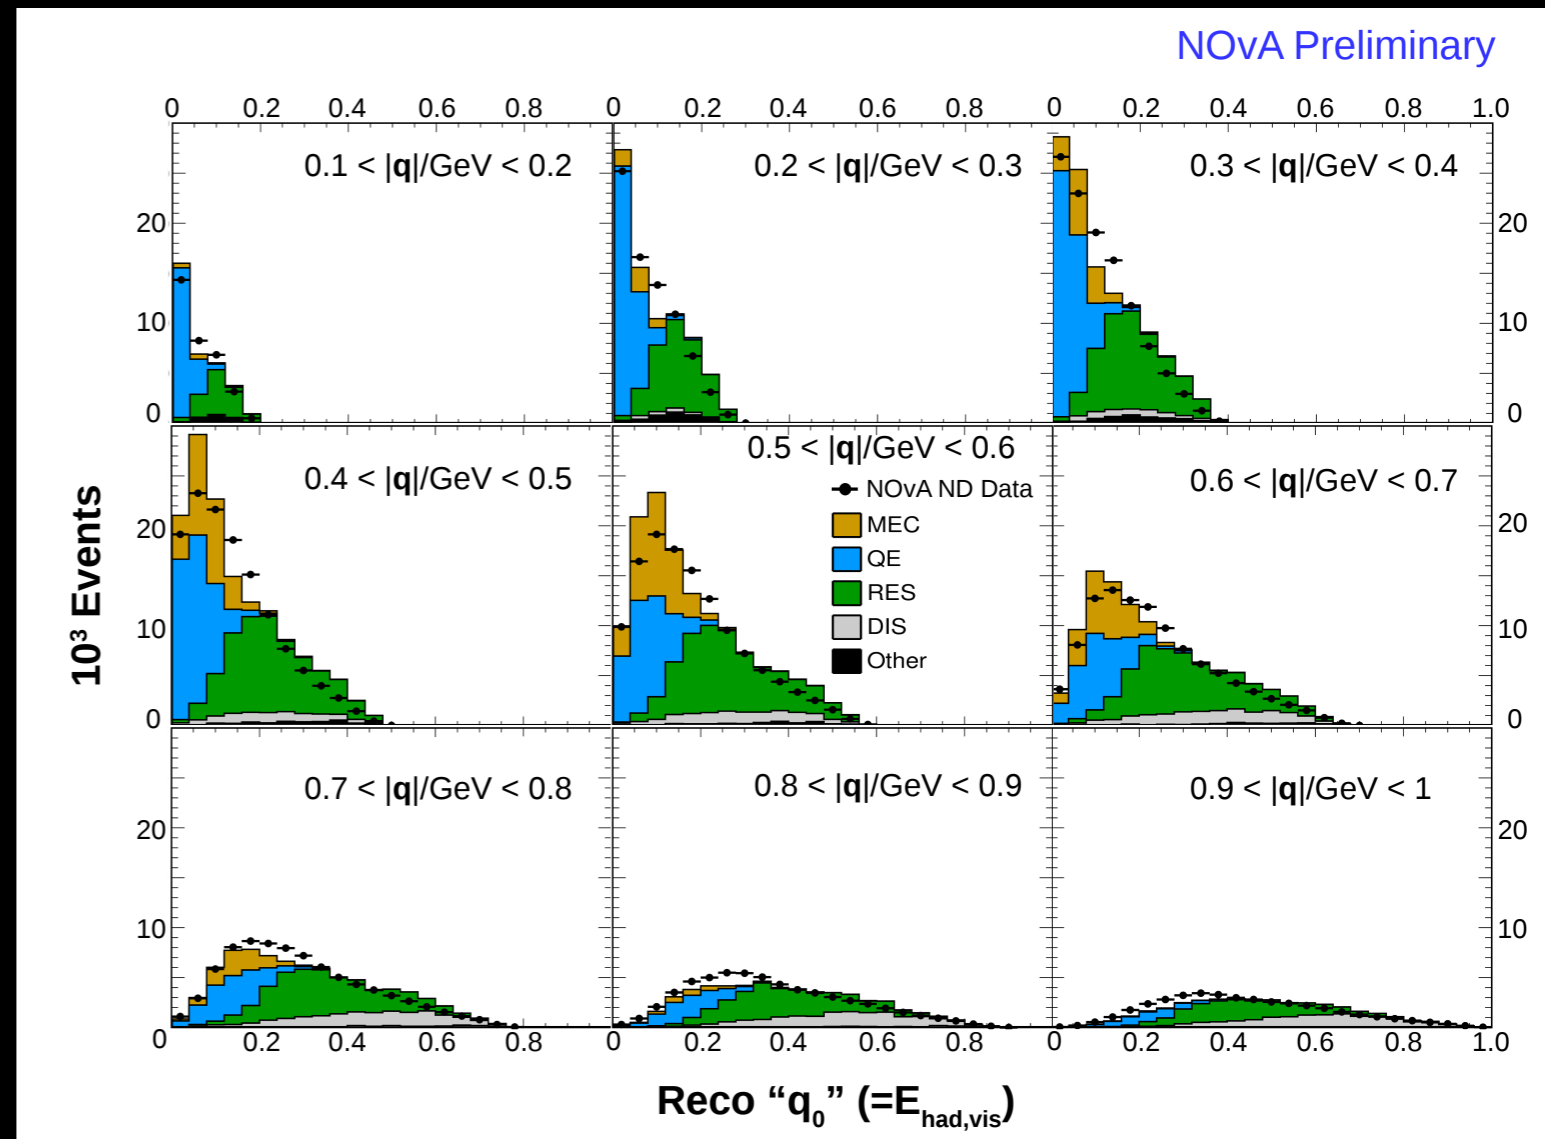 NOvA Preliminary
0 0.2 0.4 0.6 0.8 0 0.2 0.4 0.6 0.8 0 0.2 0.4 0.6 0.8 1.0
0.1 < |q|/GeV < 0.2
0.2 < |q|/GeV < 0.3
0.3 < |q|/GeV < 0.4
20 20
10 10
0 0
0.4 < |q|/GeV < 0.5
0.5 < |q|/GeV < 0.6
0.6 < |q|/GeV < 0.7
NOvA ND Data
MEC
QE
RES
DIS
Other
20 20
10 10
0 0
10³ Events
0.7 < |q|/GeV < 0.8
0.8 < |q|/GeV < 0.9
0.9 < |q|/GeV < 1
20 20
10 10
0 0.2 0.4 0.6 0.8 0 0.2 0.4 0.6 0.8 0 0.2 0.4 0.6 0.8 1.0
Reco “q₀” (=E_had,vis)